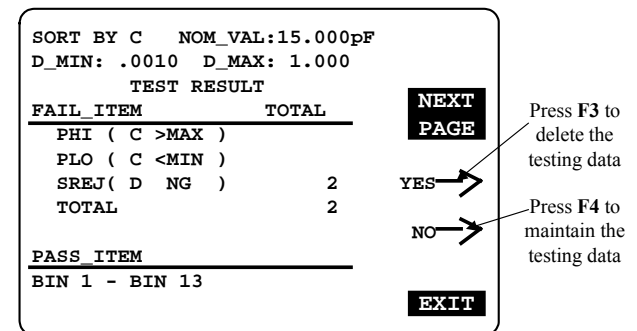 SORT BY C NOM_VAL:15.000pF
D_MIN: .0010 D_MAX: 1.000
TEST RESULT
FAIL_ITEM TOTAL
PHI ( C >MAX )
PLO ( C <MIN )
SREJ( D NG ) 2
TOTAL 2
PASS_ITEM
BIN 1 - BIN 13
NEXT
PAGE
YES
NO
EXIT
Press F3 to
delete the
testing data
Press F4 to
maintain the
testing data